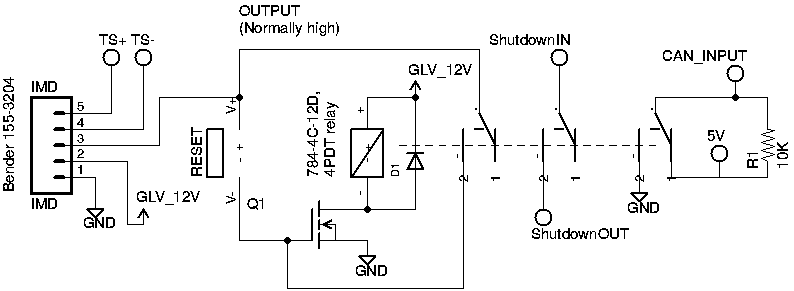 OUTPUT
(Normally high)
TS+
TS-
ShutdownIN
CAN_INPUT
GLV_12V
Bender 155-3204
IMD
5
4
3
2
1
IMD
GND
GLV_12V
V+
RESET
+
-
V-
Q1
784-4C-12D,
4PDT relay
+
+
-
-
D1
GND
2
1
2
1
ShutdownOUT
2
1
GND
5V
R1
10K